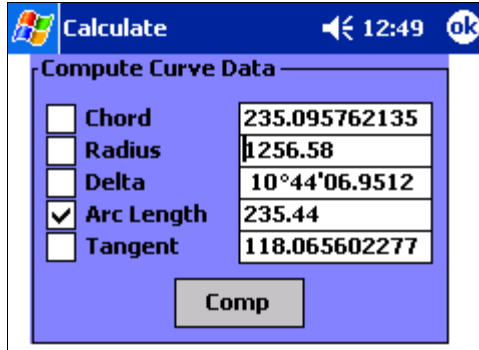 Calculate 12:49 ok
Compute Curve Data
Chord 235.095762135
Radius 1256.58
Delta 10°44'06.9512
Arc Length 235.44
Tangent 118.065602277
Comp